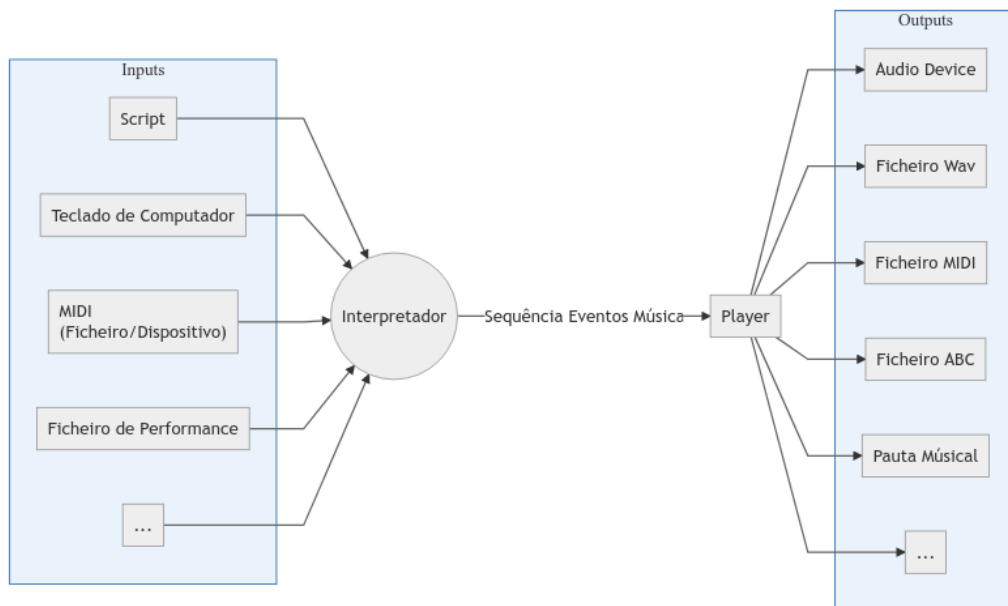 Inputs
Script
Teclado de Computador
MIDI
(Ficheiro/Dispositivo)
Ficheiro de Performance
...
Interpretador
Sequência Eventos Música
Player
Outputs
Audio Device
Ficheiro Wav
Ficheiro MIDI
Ficheiro ABC
Pauta Músical
...